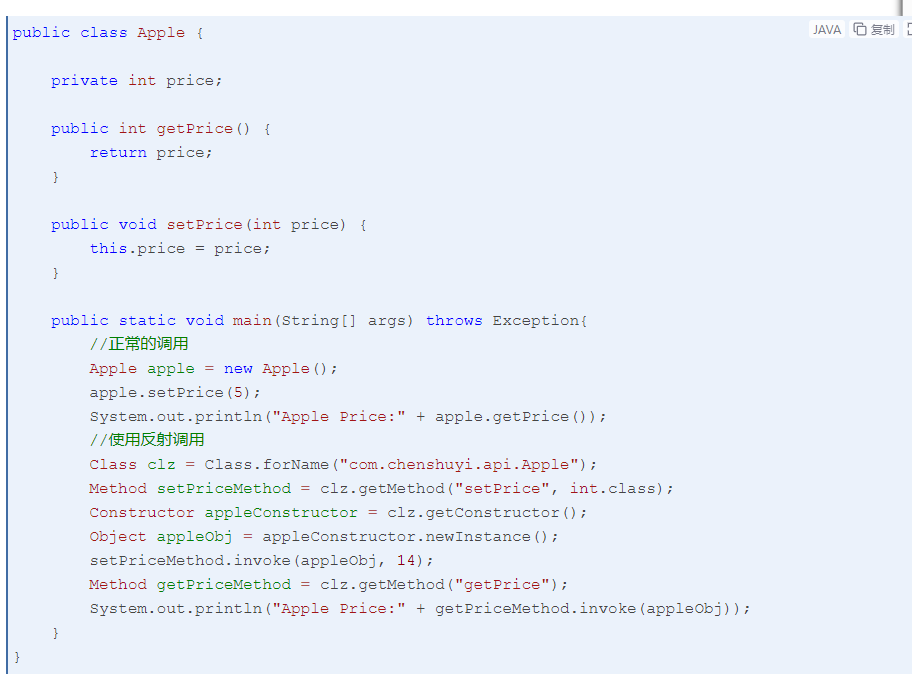 JAVA 复制
public class Apple {
private int price;
public int getPrice() {
return price;
}
public void setPrice(int price) {
this.price = price;
}
public static void main(String[] args) throws Exception{
//正常的调用
Apple apple = new Apple();
apple.setPrice(5);
System.out.println("Apple Price:" + apple.getPrice());
//使用反射调用
Class clz = Class.forName("com.chenshuyi.api.Apple");
Method setPriceMethod = clz.getMethod("setPrice", int.class);
Constructor appleConstructor = clz.getConstructor();
Object appleObj = appleConstructor.newInstance();
setPriceMethod.invoke(appleObj, 14);
Method getPriceMethod = clz.getMethod("getPrice");
System.out.println("Apple Price:" + getPriceMethod.invoke(appleObj));
}
}